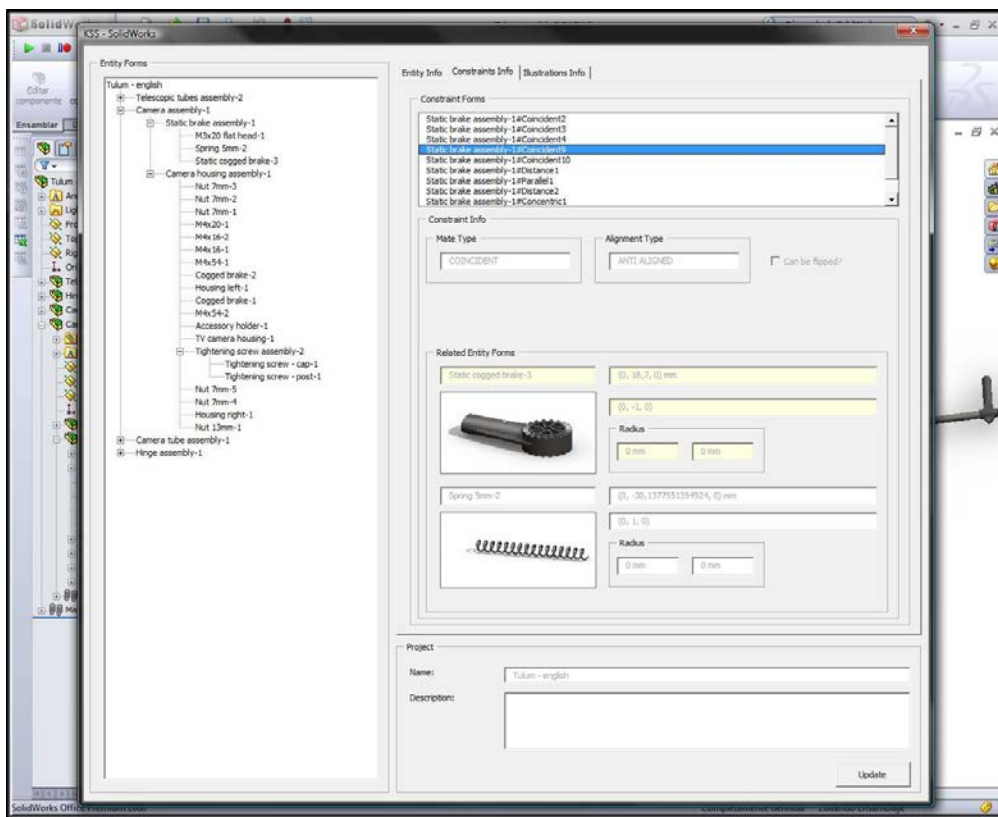 SolidW
KSS - SolidWorks
Editar
componente
Ensamblar
Tulum
Entity Forms
Tulum - english
Telescopic tubes assembly-2
Camera assembly-1
Static brake assembly-1
M3x20 flat head-1
Spring 5mm-2
Static cogged brake-3
Camera housing assembly-1
Nut 7mm-3
Nut 7mm-2
Nut 7mm-1
M4x20-1
M4x16-2
M4x16-1
M4x54-1
Cogged brake-2
Housing left-1
Cogged brake-1
M4x54-2
Accessory holder-1
TV camera housing-1
Tightening screw assembly-2
Tightening screw - cap-1
Tightening screw - post-1
Nut 7mm-5
Nut 7mm-4
Housing right-1
Nut 13mm-1
Camera tube assembly-1
Hinge assembly-1
Entity Info Constraints Info Illustrations Info
Constraint Forms
Static brake assembly-1#Coincident2
Static brake assembly-1#Coincident3
Static brake assembly-1#Coincident4
Static brake assembly-1#Coincident9
Static brake assembly-1#Coincident10
Static brake assembly-1#Distance1
Static brake assembly-1#Parallel1
Static brake assembly-1#Distance2
Static brake assembly-1#Concentric1
Constraint Info
Mate Type
COINCIDENT
Alignment Type
ANTI ALIGNED
Can be flipped?
Related Entity Forms
Static cogged brake-3
(0, 18,7, 0) mm
(0, -1, 0)
Radius
0 mm 0 mm
Spring 5mm-2
(0, -30,1377551394924, 0) mm
(0, 1, 0)
Radius
0 mm 0 mm
Project
Name:
Tulum - english
Description:
Update
SolidWorks Office Premium